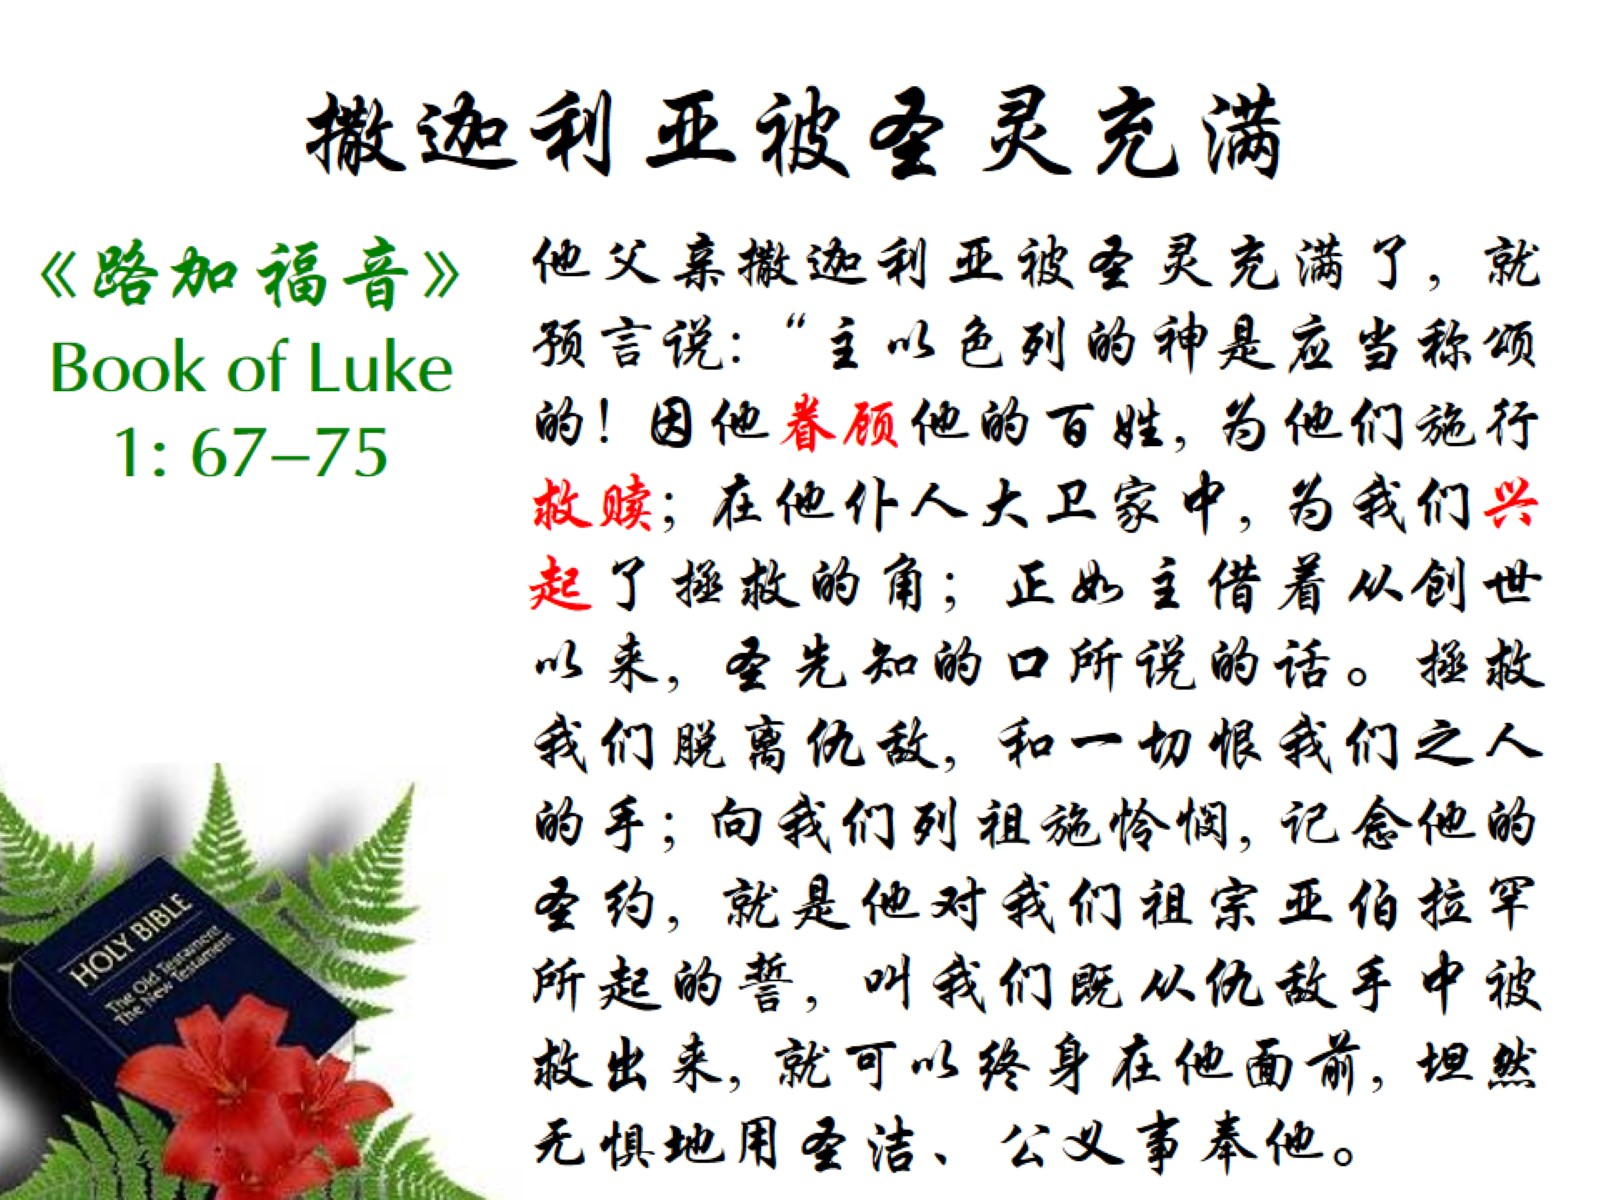 撒迦利亚被圣灵充满
《路加福音》
Book of Luke
1: 67–75
他父亲撒迦利亚被圣灵充满了，就
预言说：“主以色列的神是应当称颂
的！因他眷顾他的百姓，为他们施行
救赎；在他仆人大卫家中，为我们兴
起了拯救的角；正如主借着从创世
以来，圣先知的口所说的话。拯救
我们脱离仇敌，和一切恨我们之人
的手；向我们列祖施怜悯，记念他的
圣约，就是他对我们祖宗亚伯拉罕
所起的誓，叫我们既从仇敌手中被
救出来，就可以终身在他面前，坦然
无惧地用圣洁、公义事奉他。
HOLY BIBLE
The Old Testament
The New Testament